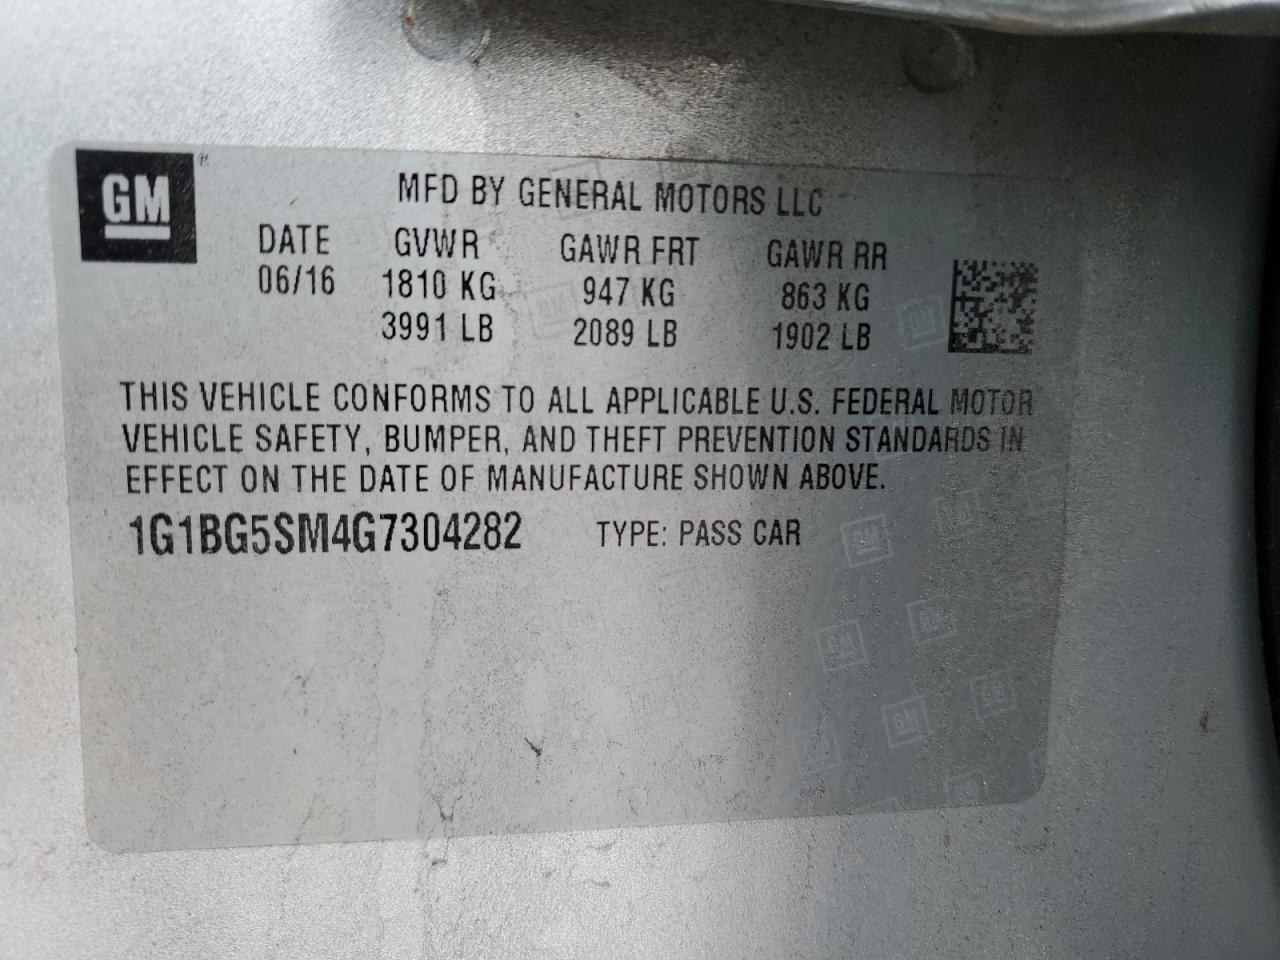 GM ®
MFD BY GENERAL MOTORS LLC
DATE GVWR GAWR FRT GAWR RR
06/16 1810 KG 947 KG 863 KG
3991 LB 2089 LB 1902 LB
THIS VEHICLE CONFORMS TO ALL APPLICABLE U.S. FEDERAL MOTOR
VEHICLE SAFETY, BUMPER, AND THEFT PREVENTION STANDARDS IN
EFFECT ON THE DATE OF MANUFACTURE SHOWN ABOVE.
1G1BG5SM4G7304282 TYPE: PASS CAR